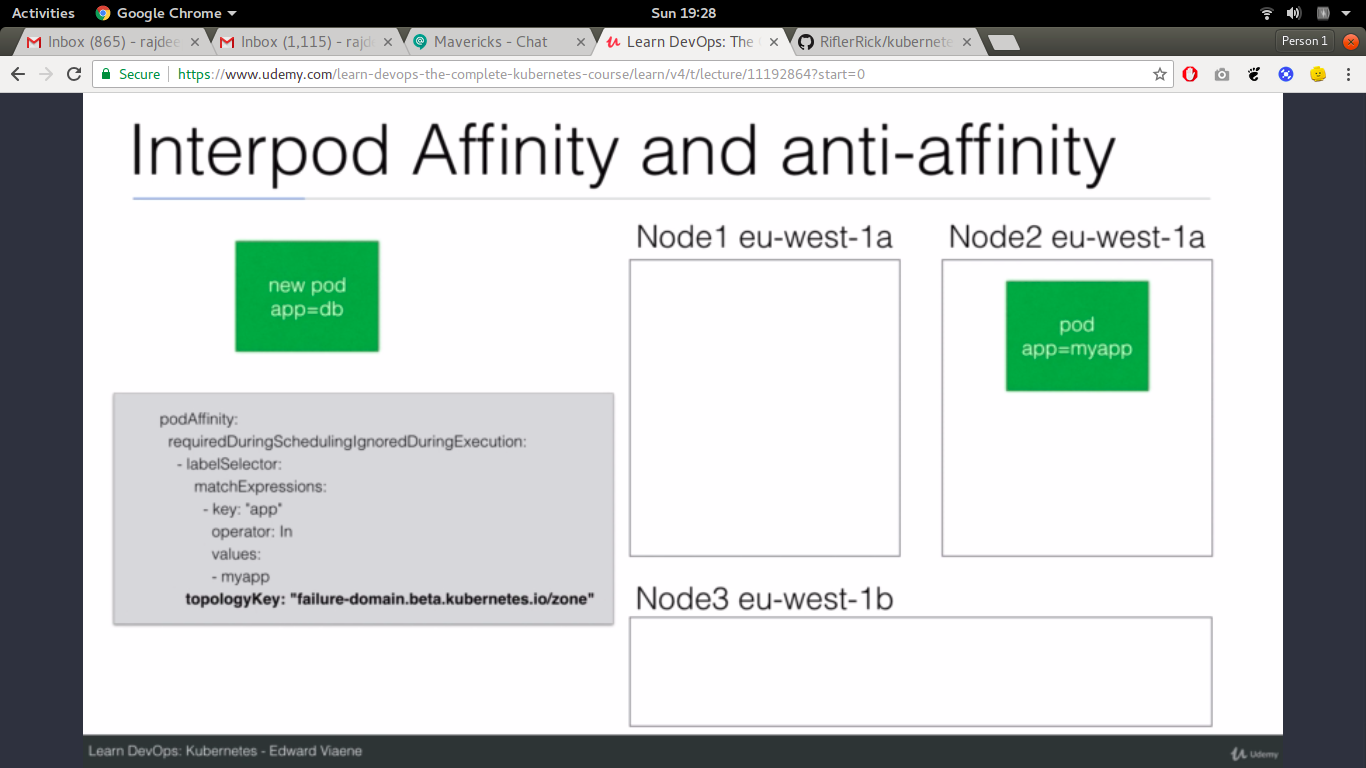 Activities
Google Chrome
Sun 19:28
Inbox (865) - rajdee
Inbox (1,115) - rajd
Mavericks - Chat
Learn DevOps: The C
RiflerRick/kubernete
Person 1
Secure
https://www.udemy.com/learn-devops-the-complete-kubernetes-course/learn/v4/t/lecture/11192864?start=0
Interpod Affinity and anti-affinity
new pod
app=db
podAffinity:
requiredDuringSchedulingIgnoredDuringExecution:
- labelSelector:
matchExpressions:
- key: "app"
operator: In
values:
- myapp
topologyKey: "failure-domain.beta.kubernetes.io/zone"
Node1 eu-west-1a
Node2 eu-west-1a
pod
app=myapp
Node3 eu-west-1b
Learn DevOps: Kubernetes - Edward Viaene
Udemy